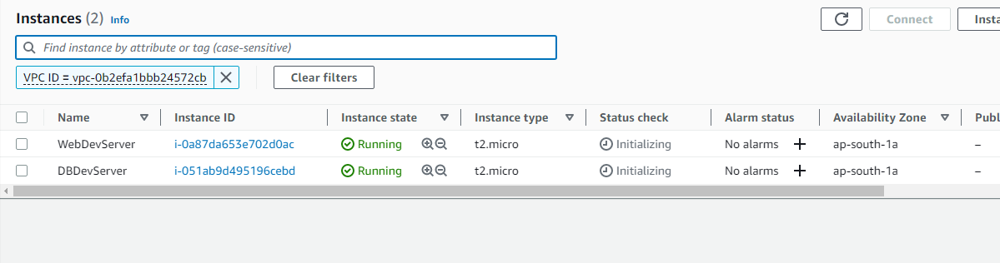 Instances (2) Info
Connect
Insta
Find instance by attribute or tag (case-sensitive)
VPC ID = vpc-0b2efa1bbb24572cb
Clear filters
Name Instance ID Instance state Instance type Status check Alarm status Availability Zone Publ
WebDevServer i-0a87da653e702d0ac Running t2.micro Initializing No alarms + ap-south-1a –
DBDevServer i-051ab9d495196cebd Running t2.micro Initializing No alarms + ap-south-1a –